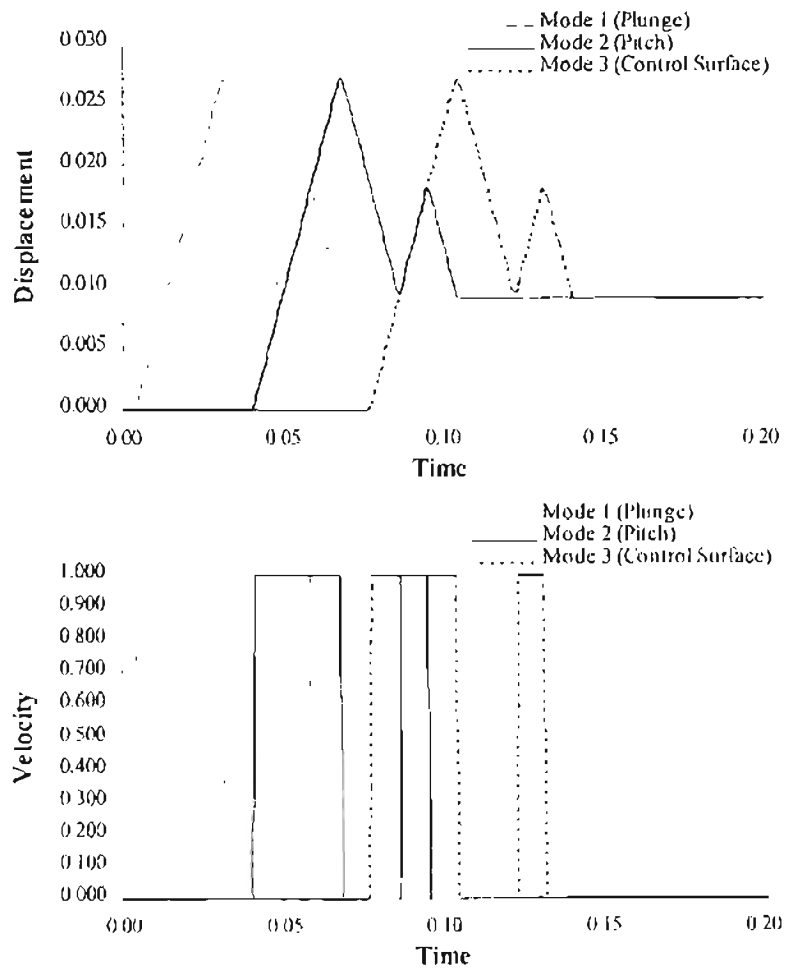 Mode 1 (Plunge)
Mode 2 (Pitch)
Mode 3 (Control Surface)
0.030
0.025
0.020
0.015
0.010
0.005
0.000
Displacement
0.00 0.05 0.10 0.15 0.20
Time
Mode 1 (Plunge)
Mode 2 (Pitch)
Mode 3 (Control Surface)
1.000
0.900
0.800
0.700
0.600
0.500
0.400
0.300
0.200
0.100
0.000
Velocity
0.00 0.05 0.10 0.15 0.20
Time